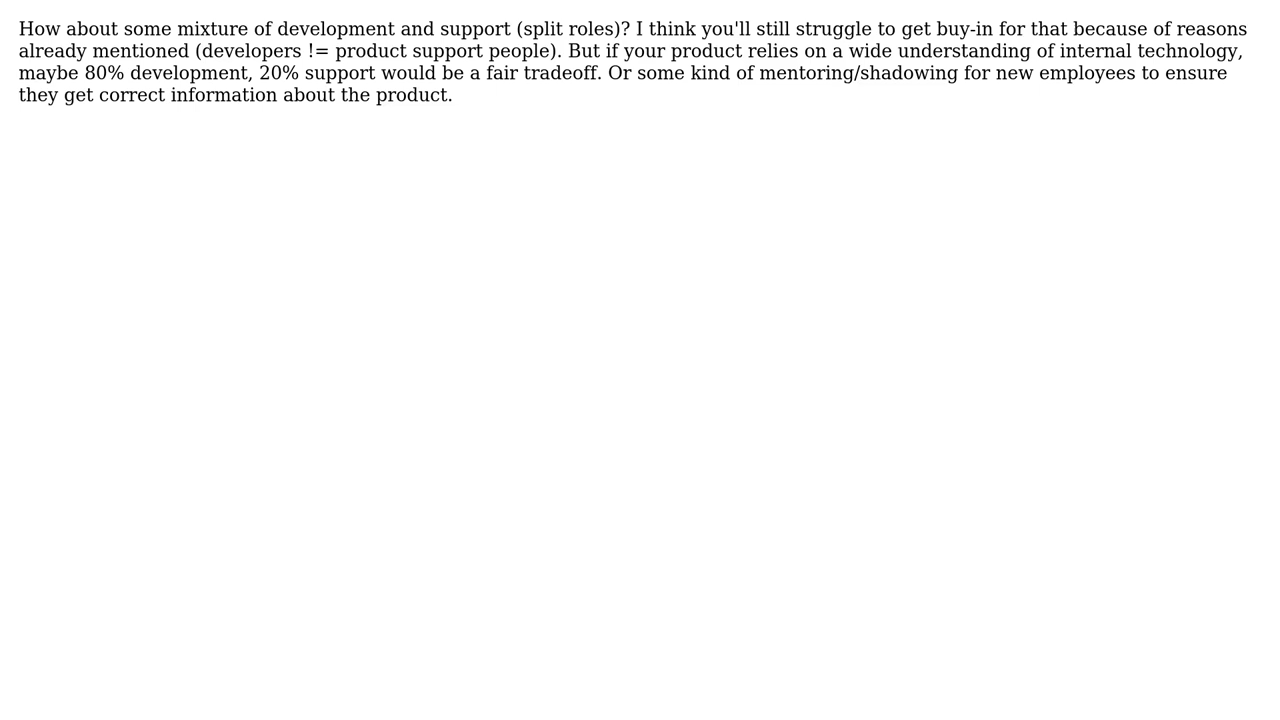 How about some mixture of development and support (split roles)? I think you'll still struggle to get buy-in for that because of reasons
already mentioned (developers != product support people). But if your product relies on a wide understanding of internal technology,
maybe 80% development, 20% support would be a fair tradeoff. Or some kind of mentoring/shadowing for new employees to ensure
they get correct information about the product.